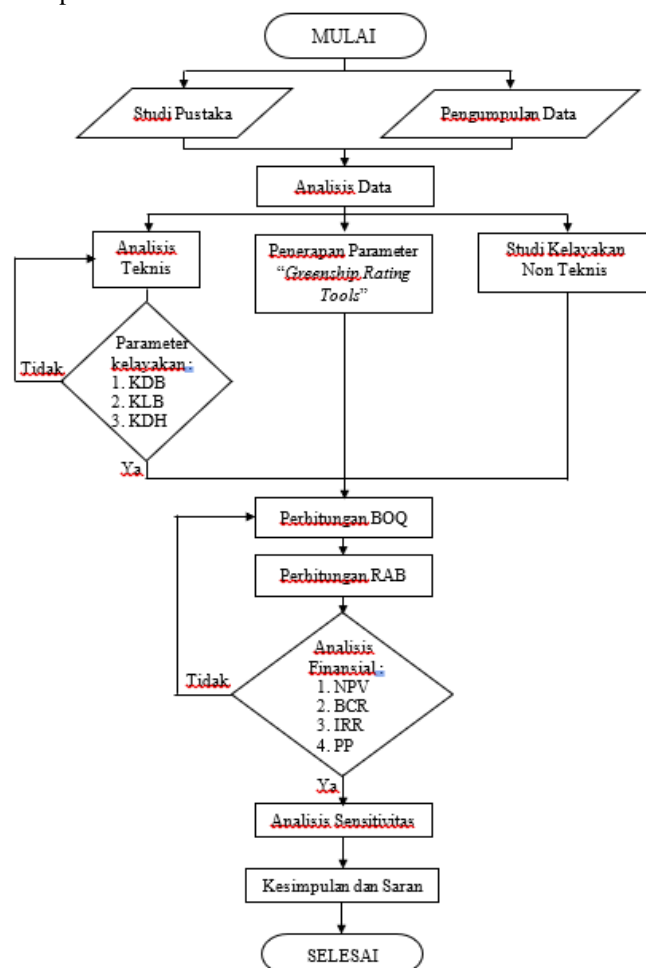 MULAI
Studi Pustaka
Pengumpulan Data
Analisis Data
Analisis
Teknis
Penerapan Parameter
“Greenship Rating
Tools”
Studi Kelayakan
Non Teknis
Parameter
kelayakan :
1. KDB
2. KLB
3. KDH
Tidak
Ya
Perhitungan BOQ
Perhitungan RAB
Analisis
Finansial :
1. NPV
2. BCR
3. IRR
4. PP
Tidak
Ya
Analisis Sensitivitas
Kesimpulan dan Saran
SELESAI